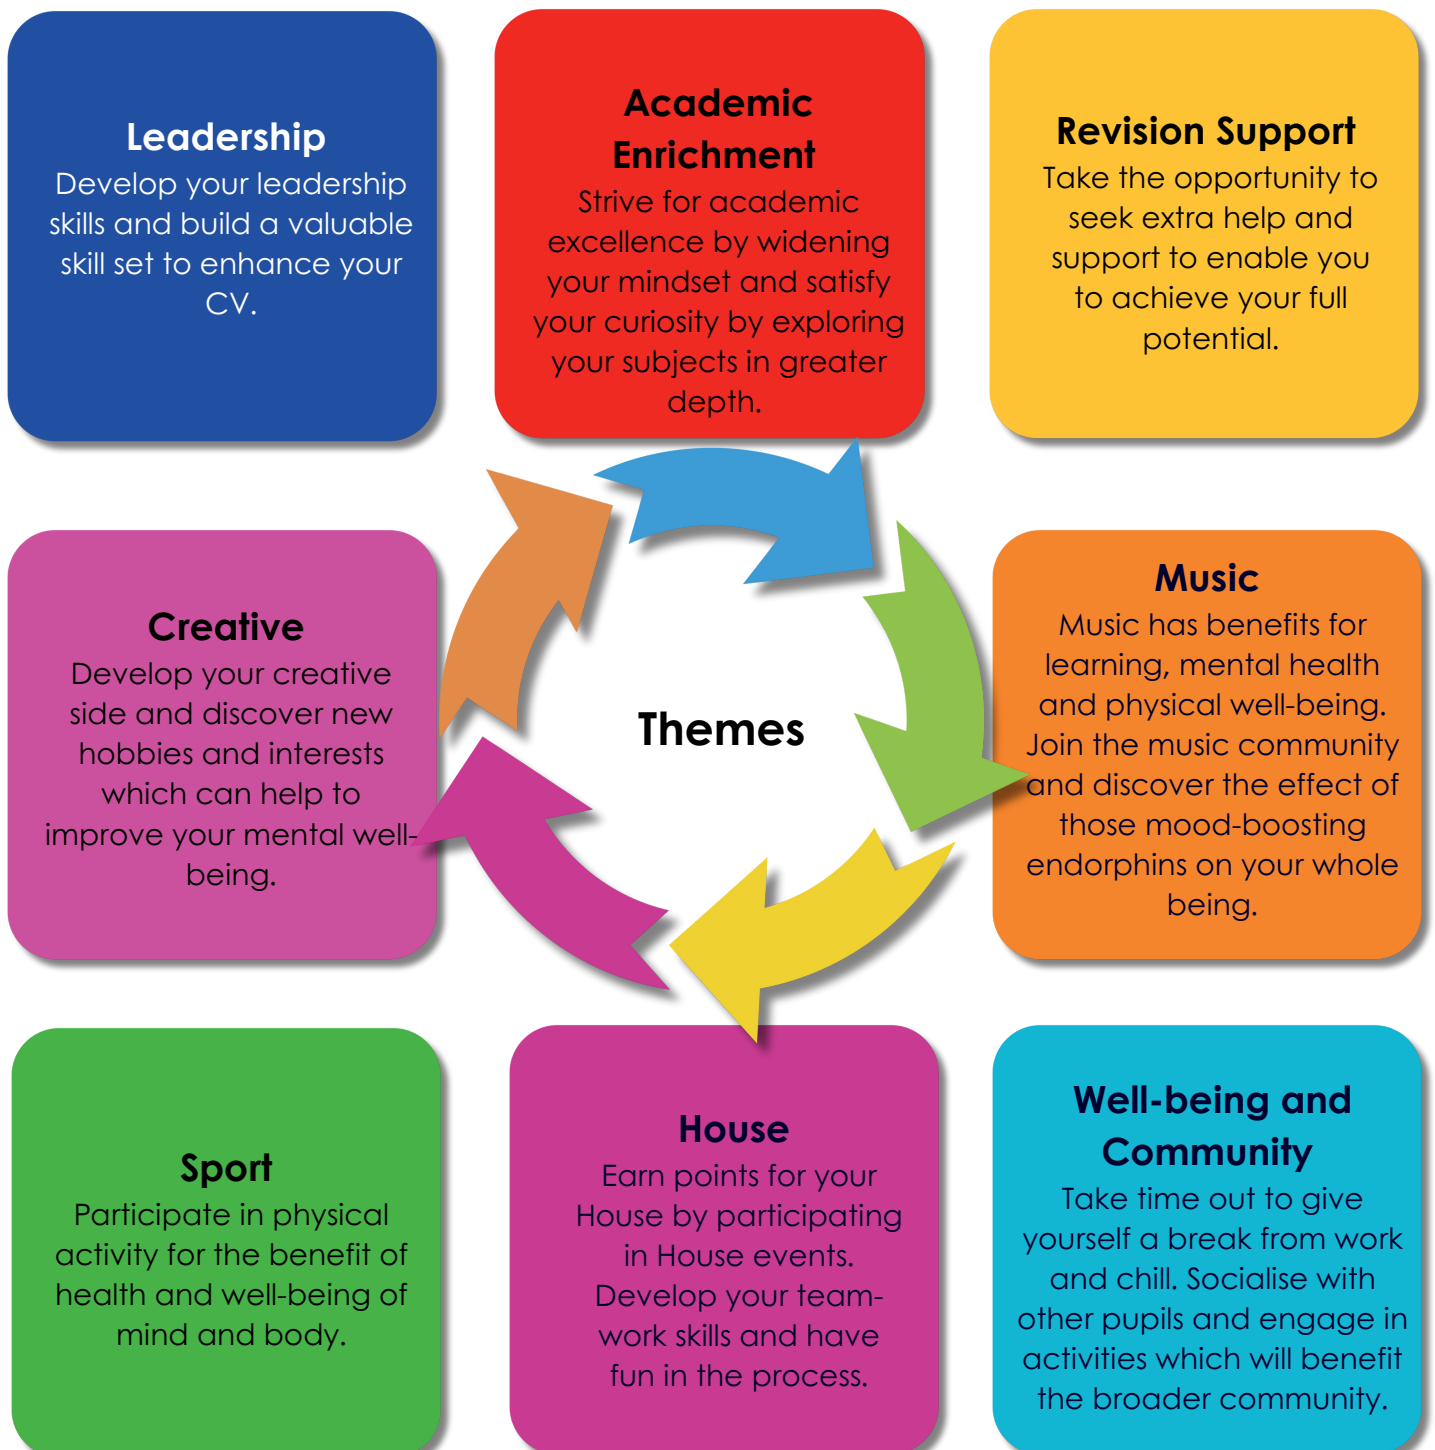 Leadership
Develop your leadership
skills and build a valuable
skill set to enhance your
CV.
Academic
Enrichment
Strive for academic
excellence by widening
your mindset and satisfy
your curiosity by exploring
your subjects in greater
depth.
Revision Support
Take the opportunity to
seek extra help and
support to enable you
to achieve your full
potential.
Creative
Develop your creative
side and discover new
hobbies and interests
which can help to
improve your mental well-
being.
Themes
Music
Music has benefits for
learning, mental health
and physical well-being.
Join the music community
and discover the effect of
those mood-boosting
endorphins on your whole
being.
Sport
Participate in physical
activity for the benefit of
health and well-being of
mind and body.
House
Earn points for your
House by participating
in House events.
Develop your team-
work skills and have
fun in the process.
Well-being and
Community
Take time out to give
yourself a break from work
and chill. Socialise with
other pupils and engage in
activities which will benefit
the broader community.